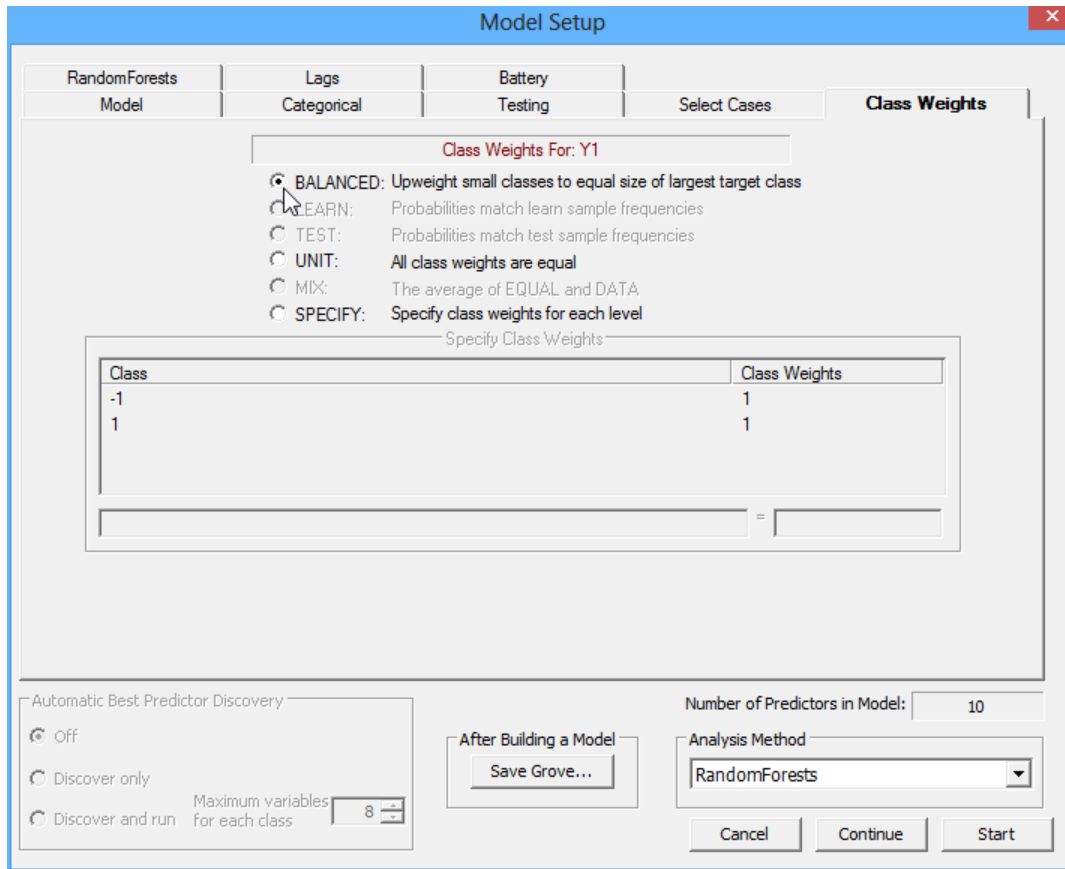 Model Setup
RandomForests Lags Battery
Model Categorical Testing Select Cases Class Weights
Class Weights For: Y1
BALANCED: Upweight small classes to equal size of largest target class
LEARN: Probabilities match learn sample frequencies
TEST: Probabilities match test sample frequencies
UNIT: All class weights are equal
MIX: The average of EQUAL and DATA
SPECIFY: Specify class weights for each level
Specify Class Weights
Class Class Weights
-1 1
1 1
=
Automatic Best Predictor Discovery
Off
Discover only
Discover and run
Maximum variables
for each class
8
After Building a Model
Save Grove...
Number of Predictors in Model: 10
Analysis Method
RandomForests
Cancel Continue Start